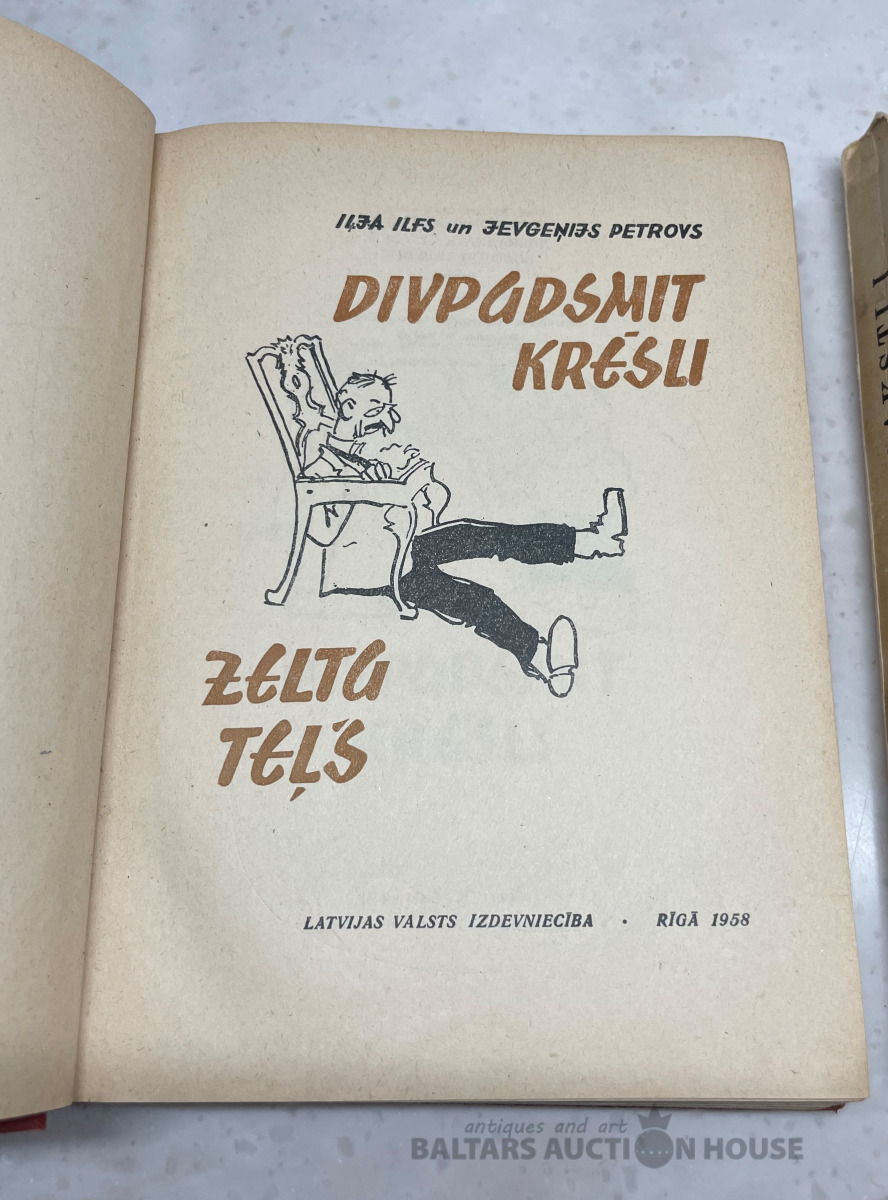 IĻJA ILFS un JEVGEŅIJS PETROVS
DIVPADSMIT
KRĒSLI
ZELTA
TEĻŠ
LATVIJAS VALSTS IZDEVNIECĪBA · RĪGĀ 1958
antiques and art
BALTARS AUCTION HOUSE